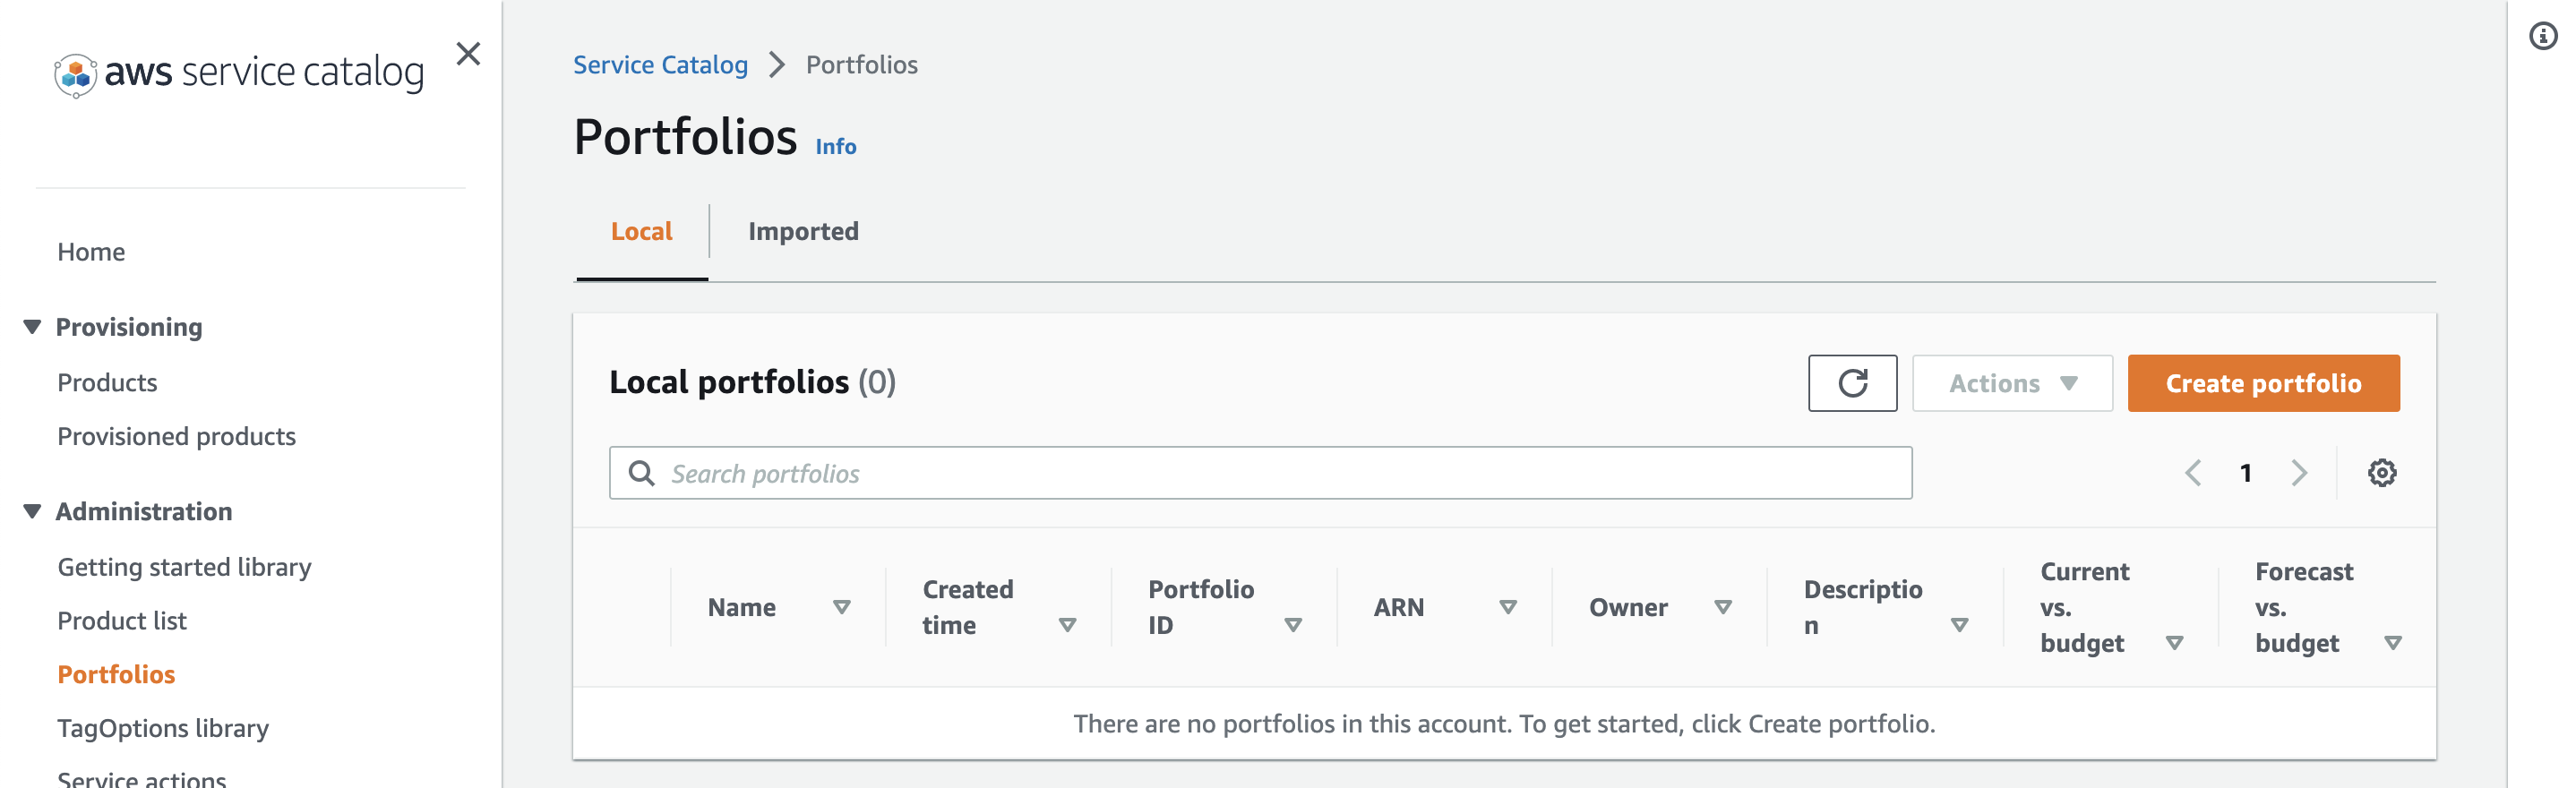 aws service catalog
Home
Provisioning
Products
Provisioned products
Administration
Getting started library
Product list
Portfolios
TagOptions library
Service actions
Service Catalog > Portfolios
Portfolios Info
Local
Imported
Local portfolios (0)
Actions
Create portfolio
Search portfolios
1
Name
Created
time
Portfolio
ID
ARN
Owner
Descriptio
n
Current
vs.
budget
Forecast
vs.
budget
There are no portfolios in this account. To get started, click Create portfolio.